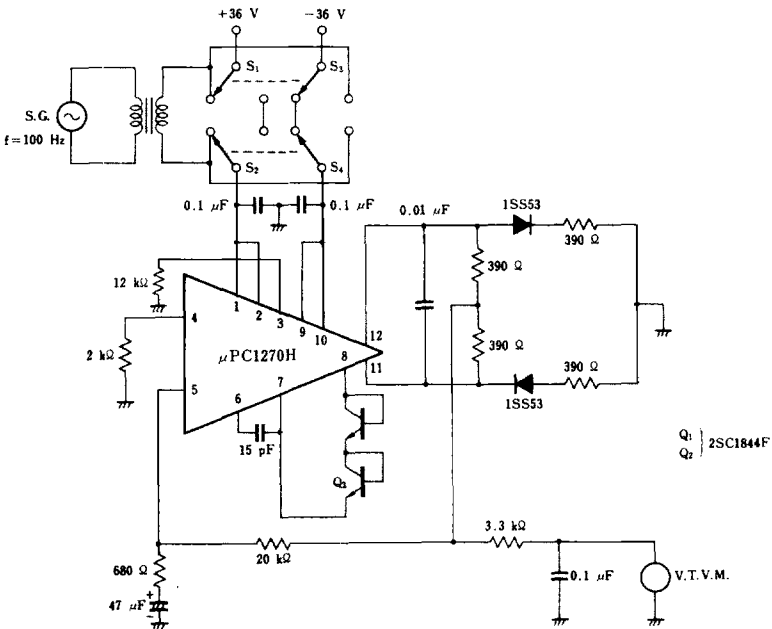 +36 V
−36 V
S₁
S₃
S.G.
f=100 Hz
S₂
S₄
0.1 μF
0.1 μF
0.01 μF
1SS53
390 Ω
390 Ω
12 kΩ
1
2
3
9
10
4
12
2 kΩ
μPC1270H
8
11
390 Ω
390 Ω
5
7
1SS53
6
15 pF
Q₁ } 2SC1844F
Q₂
Q₂
3.3 kΩ
20 kΩ
680 Ω
0.1 μF
V.T.V.M.
47 μF
+
−